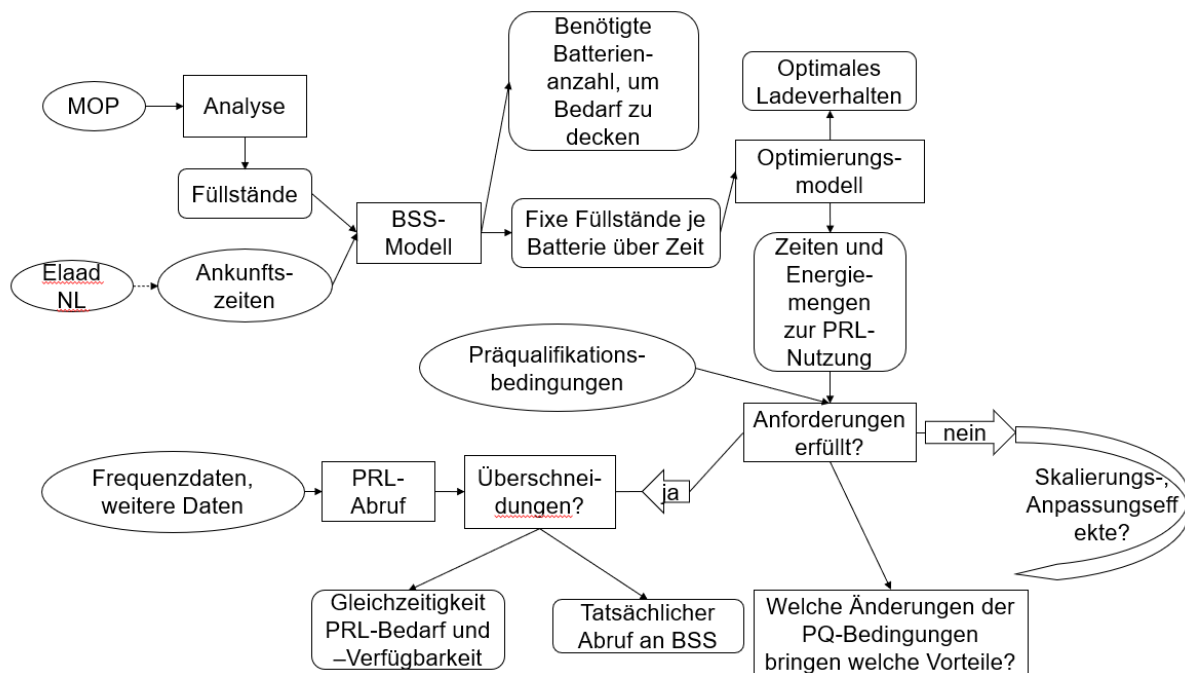 MOP
Analyse
Füllstände
Elaad
NL
Ankunfts-
zeiten
BSS-
Modell
Benötigte
Batterien-
anzahl, um
Bedarf zu
decken
Fixe Füllstände je
Batterie über Zeit
Optimales
Ladeverhalten
Optimierungs-
modell
Zeiten und
Energie-
mengen
zur PRL-
Nutzung
Präqualifikations-
bedingungen
Anforderungen
erfüllt?
nein
Skalierungs-,
Anpassungseff
ekte?
ja
Frequenzdaten,
weitere Daten
PRL-
Abruf
Überschnei-
dungen?
Gleichzeitigkeit
PRL-Bedarf und
–Verfügbarkeit
Tatsächlicher
Abruf an BSS
Welche Änderungen der
PQ-Bedingungen
bringen welche Vorteile?